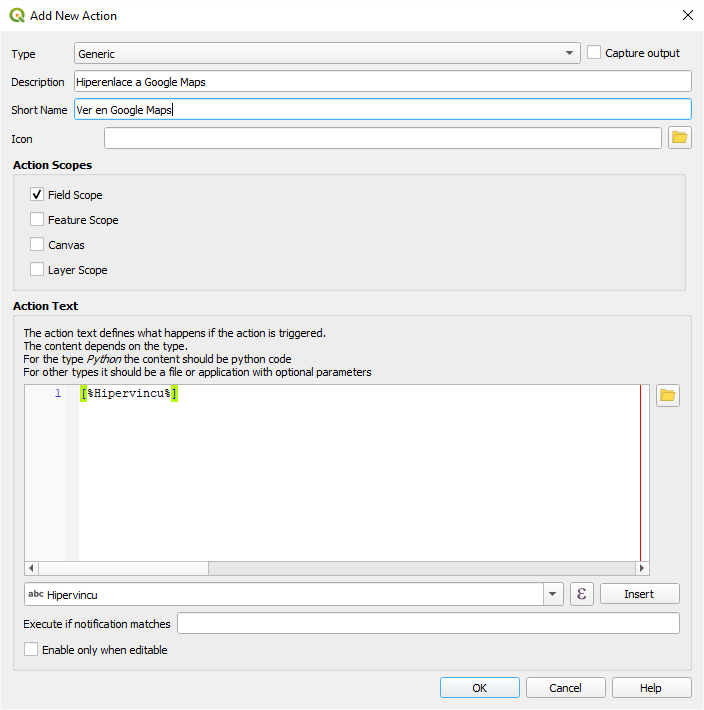 Add New Action
Type Generic Capture output
Description Hiperenlace a Google Maps
Short Name Ver en Google Maps
Icon
Action Scopes
Field Scope
Feature Scope
Canvas
Layer Scope
Action Text
The action text defines what happens if the action is triggered.
The content depends on the type.
For the type Python the content should be python code
For other types it should be a file or application with optional parameters
1 [%Hipervincu%]
abc Hipervincu ε Insert
Execute if notification matches
Enable only when editable
OK Cancel Help